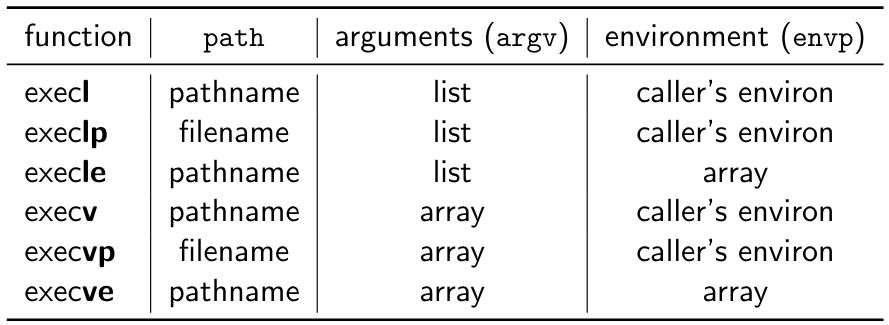 function path arguments (argv) environment (envp)
execl pathname list caller's environ
execlp filename list caller's environ
execle pathname list array
execv pathname array caller's environ
execvp filename array caller's environ
execve pathname array array